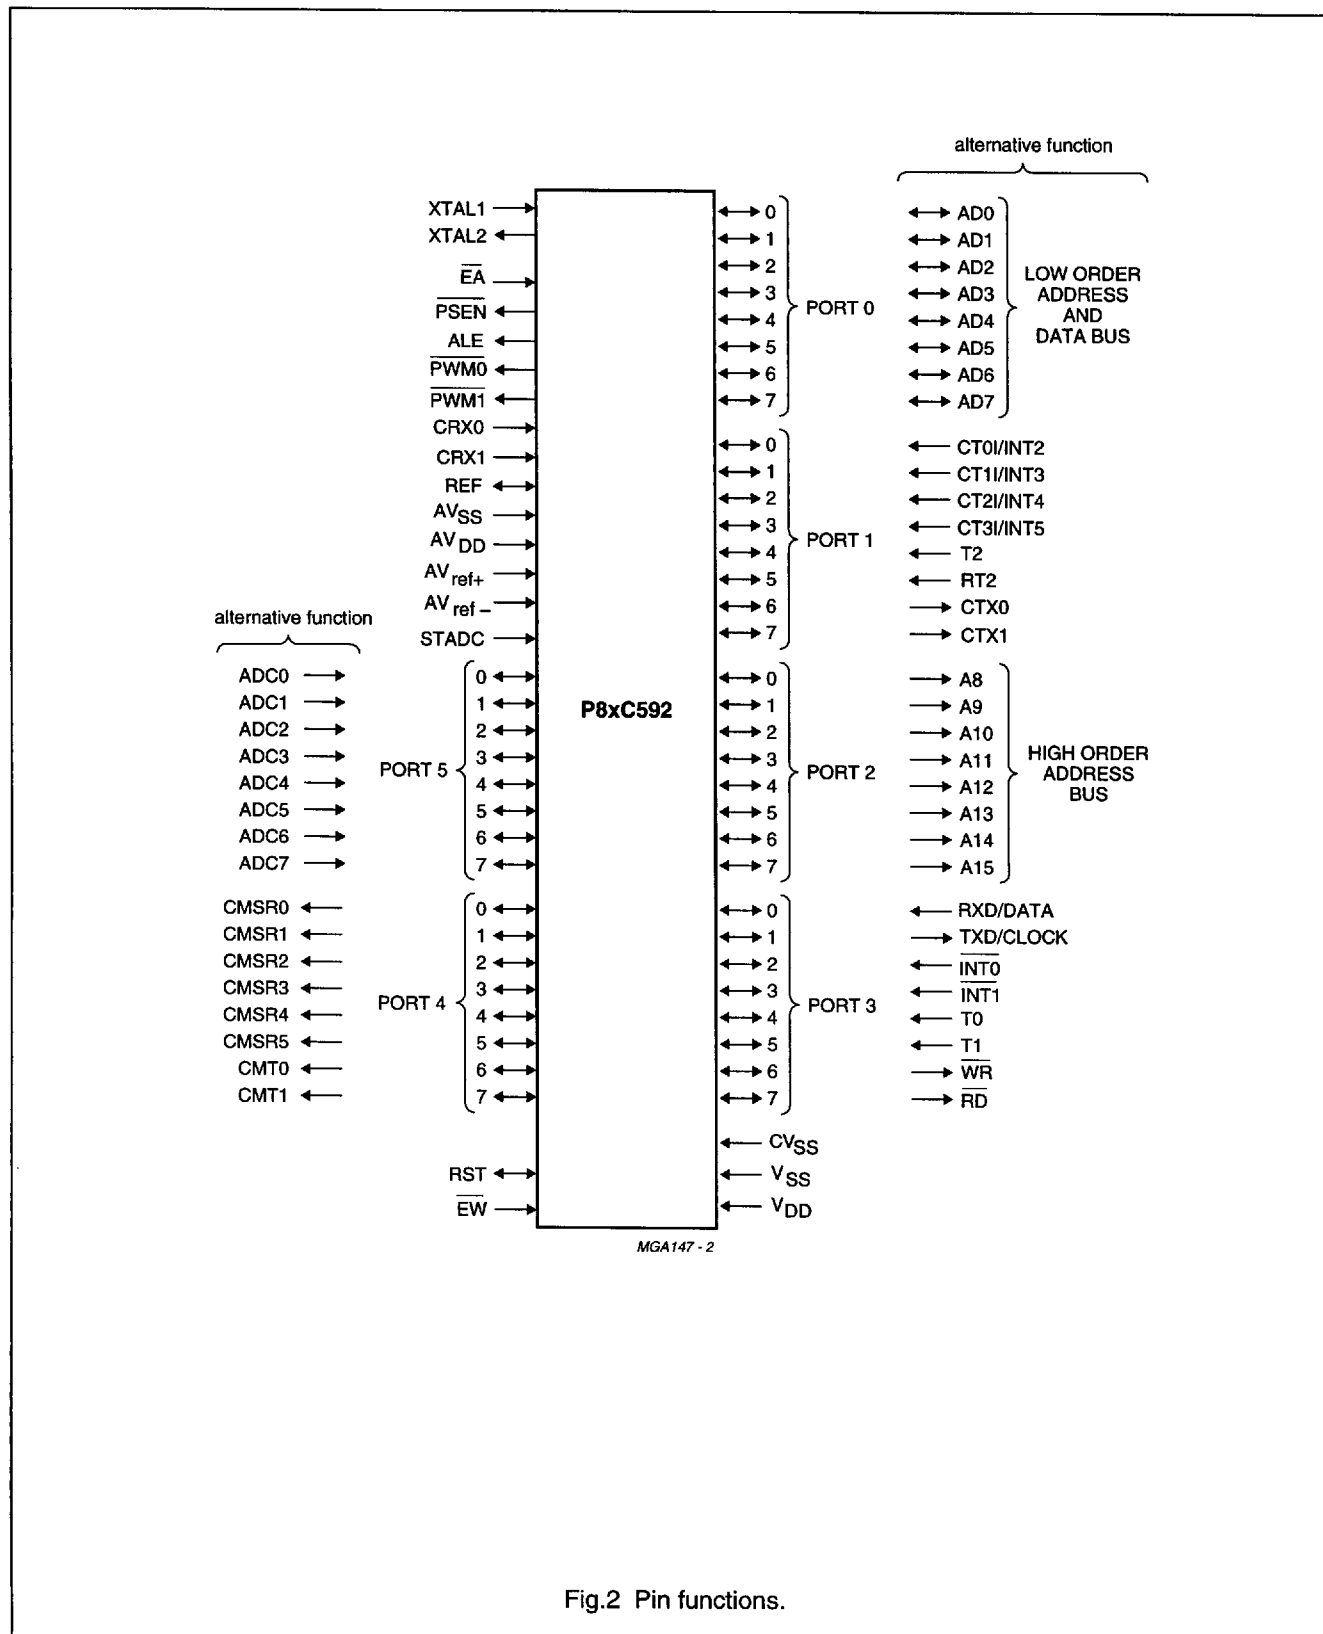 alternative function
XTAL1
XTAL2
EA
PSEN
ALE
PWM0
PWM1
CRX0
CRX1
REF
AVSS
AVDD
AVref+
AVref–
STADC
alternative function
ADC0
ADC1
ADC2
ADC3
ADC4
ADC5
ADC6
ADC7
0
1
2
3
4
5
6
7
PORT 5
CMSR0
CMSR1
CMSR2
CMSR3
CMSR4
CMSR5
CMT0
CMT1
0
1
2
3
4
5
6
7
PORT 4
RST
EW
P8xC592
0
1
2
3
4
5
6
7
PORT 0
AD0
AD1
AD2
AD3
AD4
AD5
AD6
AD7
LOW ORDER
ADDRESS
AND
DATA BUS
0
1
2
3
4
5
6
7
PORT 1
CT0I/INT2
CT1I/INT3
CT2I/INT4
CT3I/INT5
T2
RT2
CTX0
CTX1
0
1
2
3
4
5
6
7
PORT 2
A8
A9
A10
A11
A12
A13
A14
A15
HIGH ORDER
ADDRESS
BUS
0
1
2
3
4
5
6
7
PORT 3
RXD/DATA
TXD/CLOCK
INT0
INT1
T0
T1
WR
RD
CVSS
VSS
VDD
MGA147 - 2
Fig.2 Pin functions.